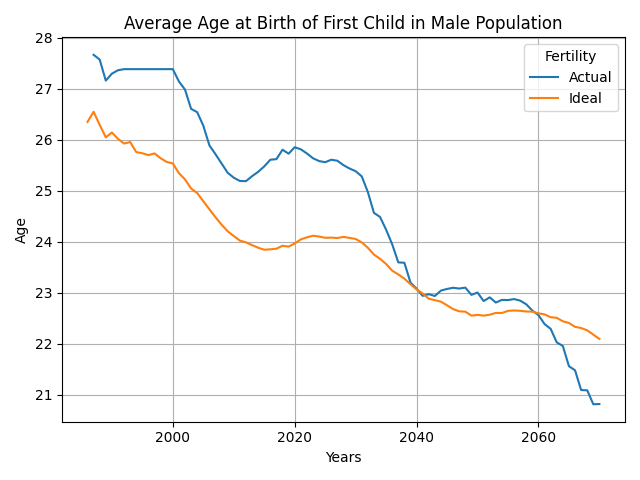 Average Age at Birth of First Child in Male Population
Fertility
Actual
Ideal
28
27
26
25
24
23
22
21
Age
2000
2020
2040
2060
Years